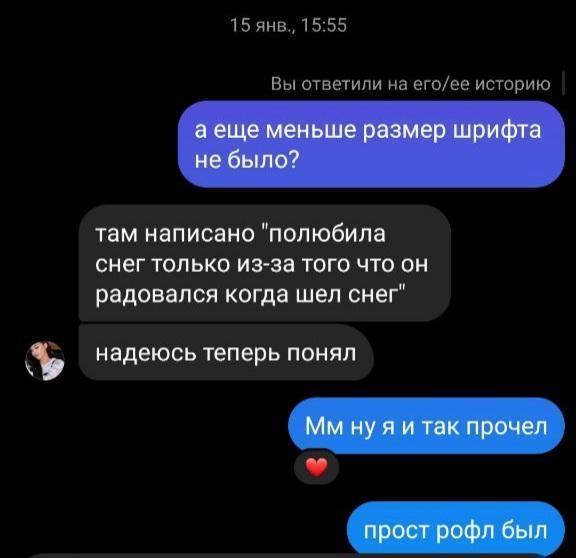 15 янв., 15:55
Вы ответили на его/ее историю
а еще меньше размер шрифта
не было?
там написано "полюбила
снег только из-за того что он
радовался когда шел снег"
надеюсь теперь понял
Мм ну я и так прочел
прост рофл был